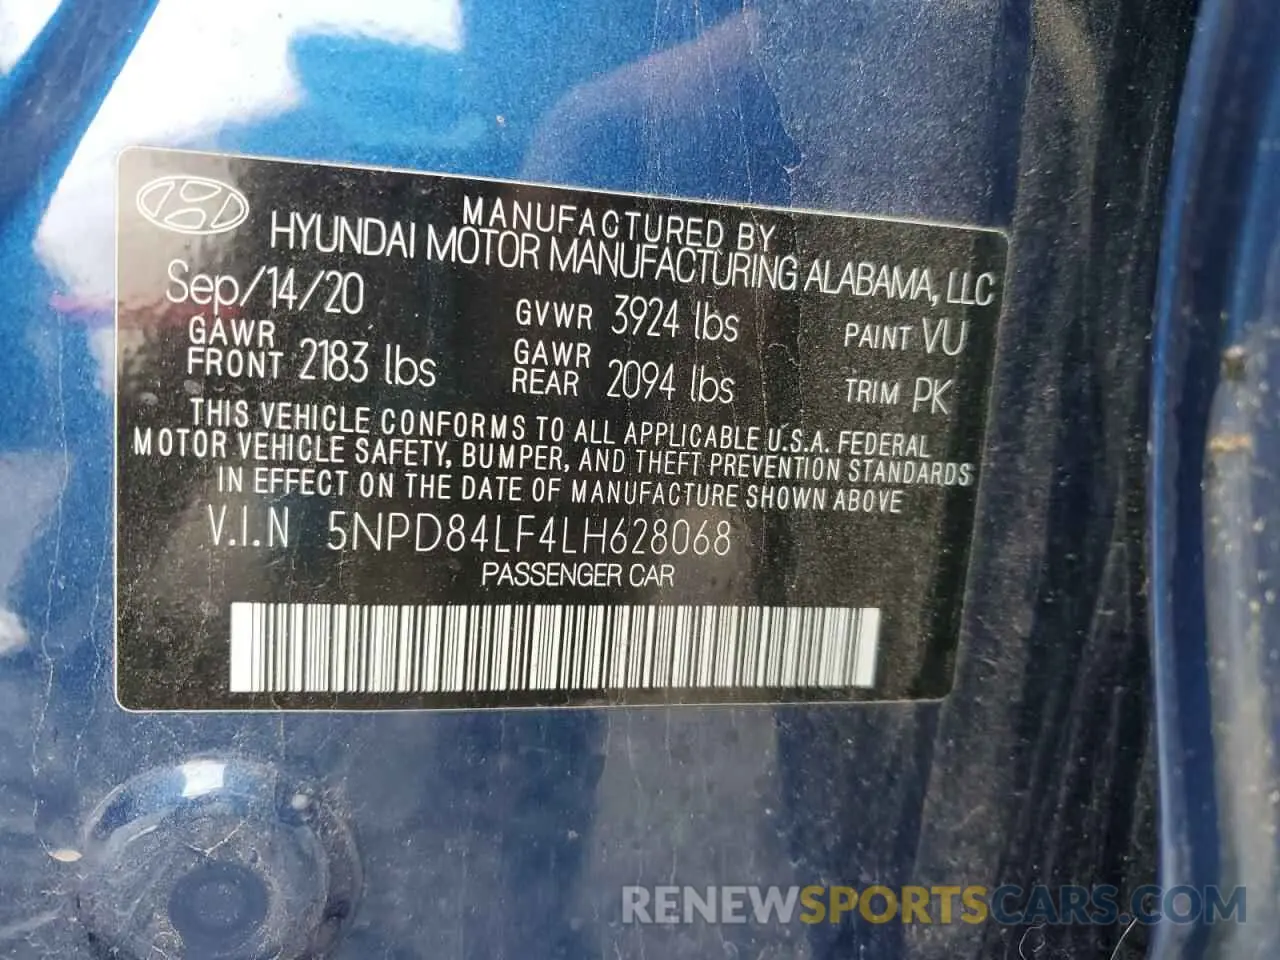 MANUFACTURED BY
HYUNDAI MOTOR MANUFACTURING ALABAMA, LLC
Sep/14/20 GVWR 3924 lbs PAINT VU
GAWR FRONT 2183 lbs GAWR REAR 2094 lbs TRIM PK
THIS VEHICLE CONFORMS TO ALL APPLICABLE U.S.A. FEDERAL
MOTOR VEHICLE SAFETY, BUMPER, AND THEFT PREVENTION STANDARDS
IN EFFECT ON THE DATE OF MANUFACTURE SHOWN ABOVE
V.I.N 5NPD84LF4LH628068
PASSENGER CAR
RENEWSPORTSCARS.COM